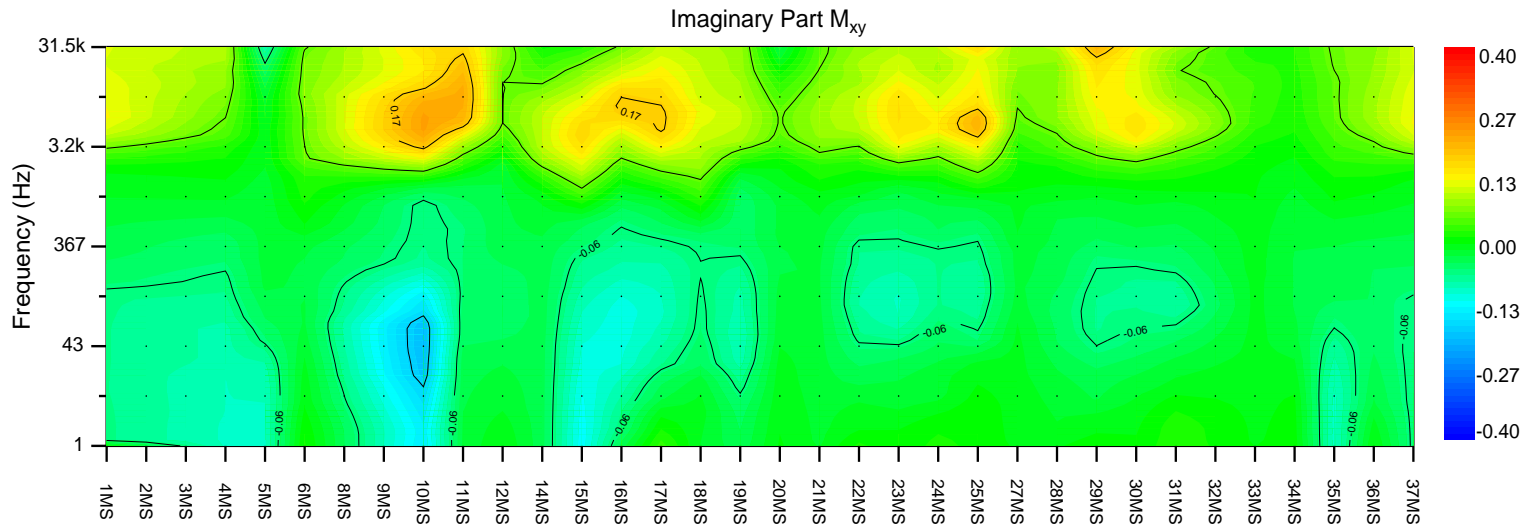 Imaginary Part Mxy
Frequency (Hz)
31.5k
3.2k
367
43
1
0.17
0.17
-0.06
-0.06
-0.06
-0.06
-0.06
-0.06
-0.06
-0.06
0.40
0.27
0.13
0.00
-0.13
-0.27
-0.40
1MS
2MS
3MS
4MS
5MS
6MS
8MS
9MS
10MS
11MS
12MS
14MS
15MS
16MS
17MS
18MS
19MS
20MS
21MS
22MS
23MS
24MS
25MS
27MS
28MS
29MS
30MS
31MS
32MS
33MS
34MS
35MS
36MS
37MS